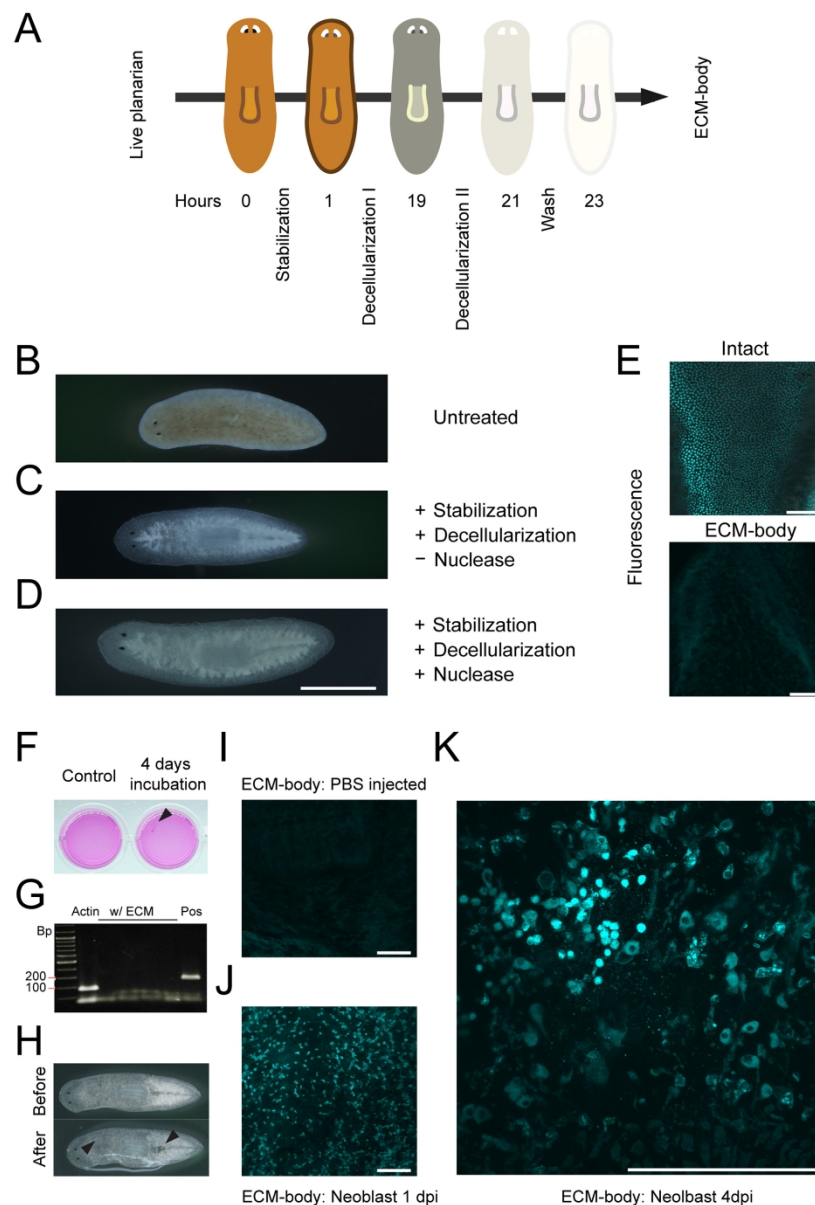 A
Live planarian
ECM-body
Hours 0 1 19 21 23
Stabilization
Decellularization I
Decellularization II
Wash
B
Untreated
C
+ Stabilization
+ Decellularization
− Nuclease
D
+ Stabilization
+ Decellularization
+ Nuclease
E
Intact
ECM-body
Fluorescence
F
Control
4 days
incubation
G
Actin w/ ECM Pos
Bp
200
100
H
Before
After
I
ECM-body: PBS injected
J
ECM-body: Neoblast 1 dpi
K
ECM-body: Neolbast 4dpi